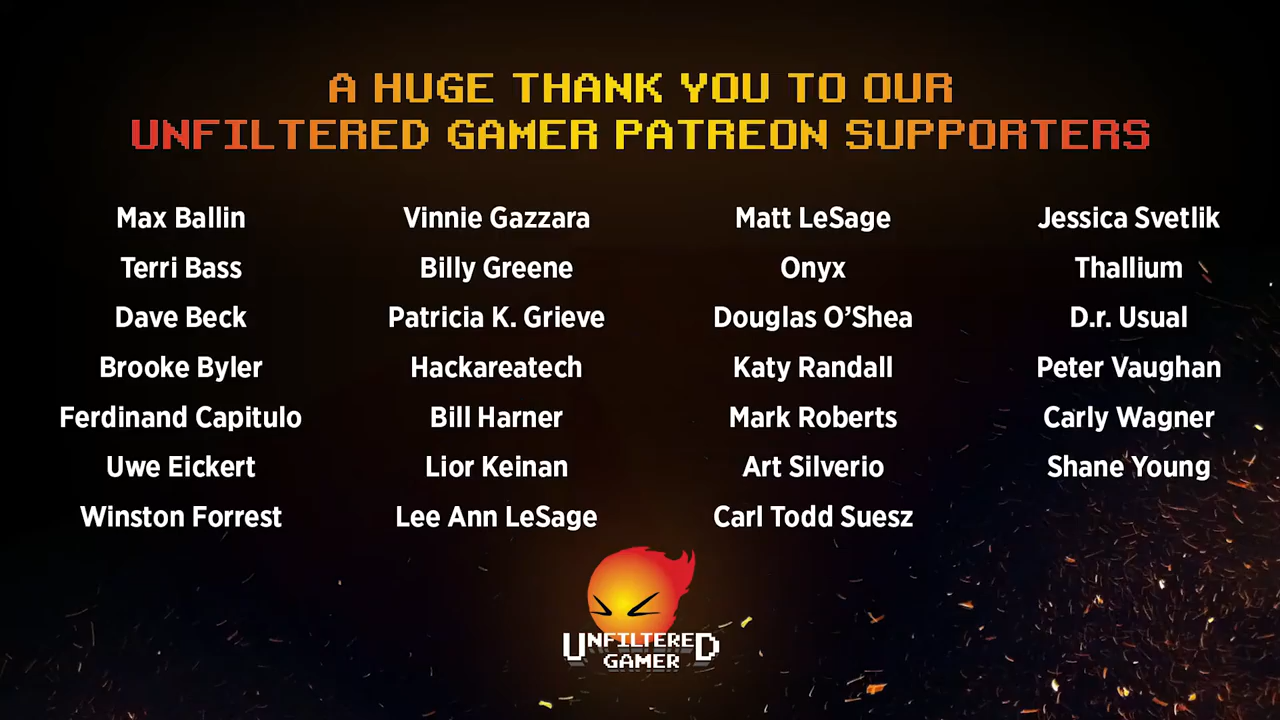 A HUGE THANK YOU TO OUR
UNFILTERED GAMER PATREON SUPPORTERS
Max Ballin
Terri Bass
Dave Beck
Brooke Byler
Ferdinand Capitulo
Uwe Eickert
Winston Forrest
Vinnie Gazzara
Billy Greene
Patricia K. Grieve
Hackareatech
Bill Harner
Lior Keinan
Lee Ann LeSage
Matt LeSage
Onyx
Douglas O’Shea
Katy Randall
Mark Roberts
Art Silverio
Carl Todd Suesz
Jessica Svetlik
Thallium
D.r. Usual
Peter Vaughan
Carly Wagner
Shane Young
UNFILTERED
GAMER